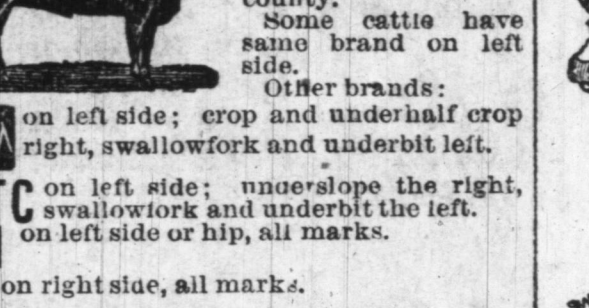 county.
Some cattle have
same brand on left
side.
Other brands:
on left side; crop and underhalf crop
right, swallowfork and underbit left.
C on left side; underslope the right,
swallowfork and underbit the left.
on left side or hip, all marks.
on right side, all marks.